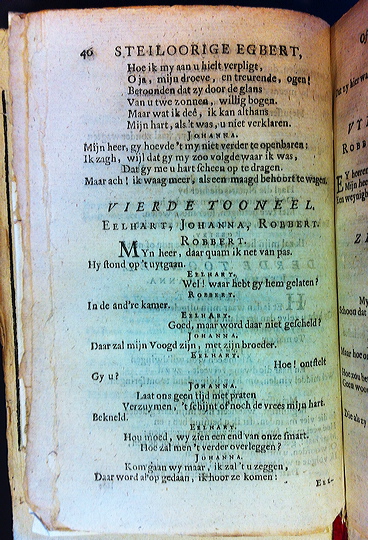 46 STEILOORIGE EGBERT,
Hoe ik my aan u hielt verpligt,
O ja, mijn droeve, en treurende, ogen!
Betoonden dat zy door de glans
Van u twe zonnen, willig bogen.
Maar wat ik deê, ik kan althans
Mijn hart, als 't was, u niet verklaren.
JOHANNA.
Mijn heer, gy hoevde 't my niet verder te openbaren:
Ik zagh, wijl dat gy my zoo volgde waar ik was,
Dat gy me u hart scheen op te dragen.
Maar ach! ik waag meer, als een maagd behoort te wagen.
VIERDE TOONEEL.
EELHART, JOHANNA, ROBBERT.
ROBBERT.
MYn heer, daar quam ik net van pas.
Hy stond op 't uytgaan.
EELHART.
Wel! waar hebt gy hem gelaten?
ROBBERT.
In de and're kamer.
EELHART.
Goed, maar word daar niet gescheld?
JOHANNA.
Daar zal mijn Voogd zijn, met zijn broeder.
EELHART.
Hoe! ontstelt
Gy u?
JOHANNA.
Laat ons geen tijd met praten
Verzuymen, 't schijnt of noch de vrees mijn hart
Bekneld.
EELHART.
Hou moed, wy zien een end van onze smart.
Hoe zal men 't verder overleggen?
JOHANNA.
Kom gaan wy maar, ik zal 't u zeggen,
Daar word al op gedaan, ik hoor ze komen:
EEL-